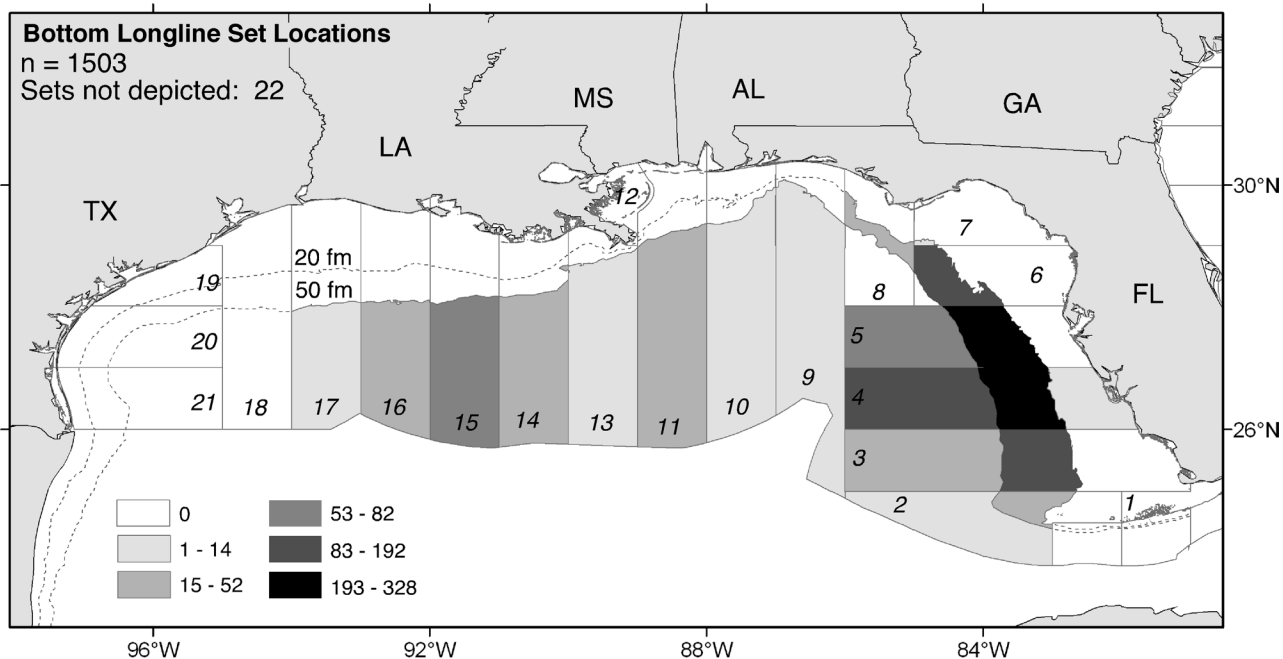 Bottom Longline Set Locations
n = 1503
Sets not depicted: 22
MS
AL
GA
LA
TX
FL
12
30°N
7
20 fm
6
19
50 fm
8
20
5
9
4
21
18
17
16
15
14
13
11
10
26°N
3
2
1
0
53 - 82
1 - 14
83 - 192
15 - 52
193 - 328
96°W
92°W
88°W
84°W